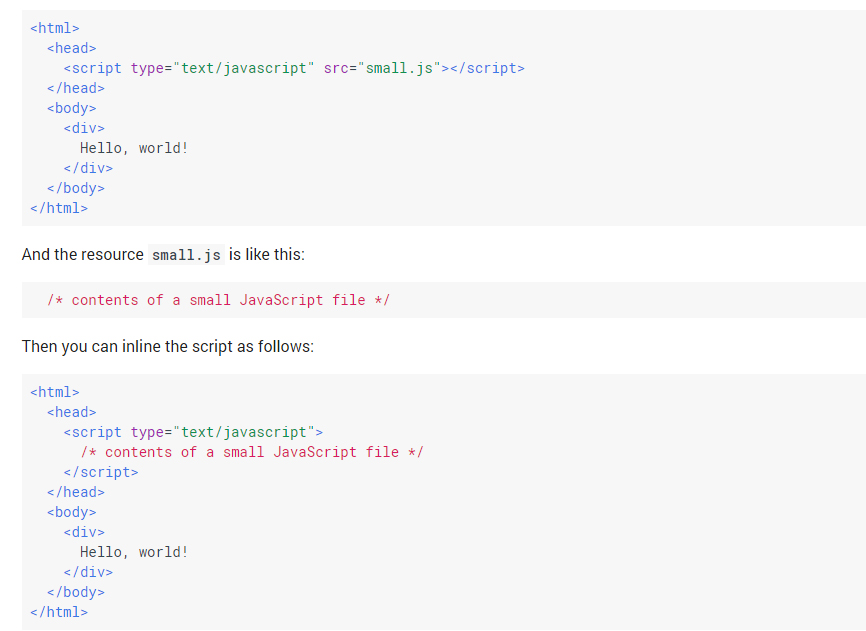 <html>
  <head>
    <script type="text/javascript" src="small.js"></script>
  </head>
  <body>
    <div>
      Hello, world!
    </div>
  </body>
</html>
And the resource small.js is like this:
  /* contents of a small JavaScript file */
Then you can inline the script as follows:
<html>
  <head>
    <script type="text/javascript">
      /* contents of a small JavaScript file */
    </script>
  </head>
  <body>
    <div>
      Hello, world!
    </div>
  </body>
</html>